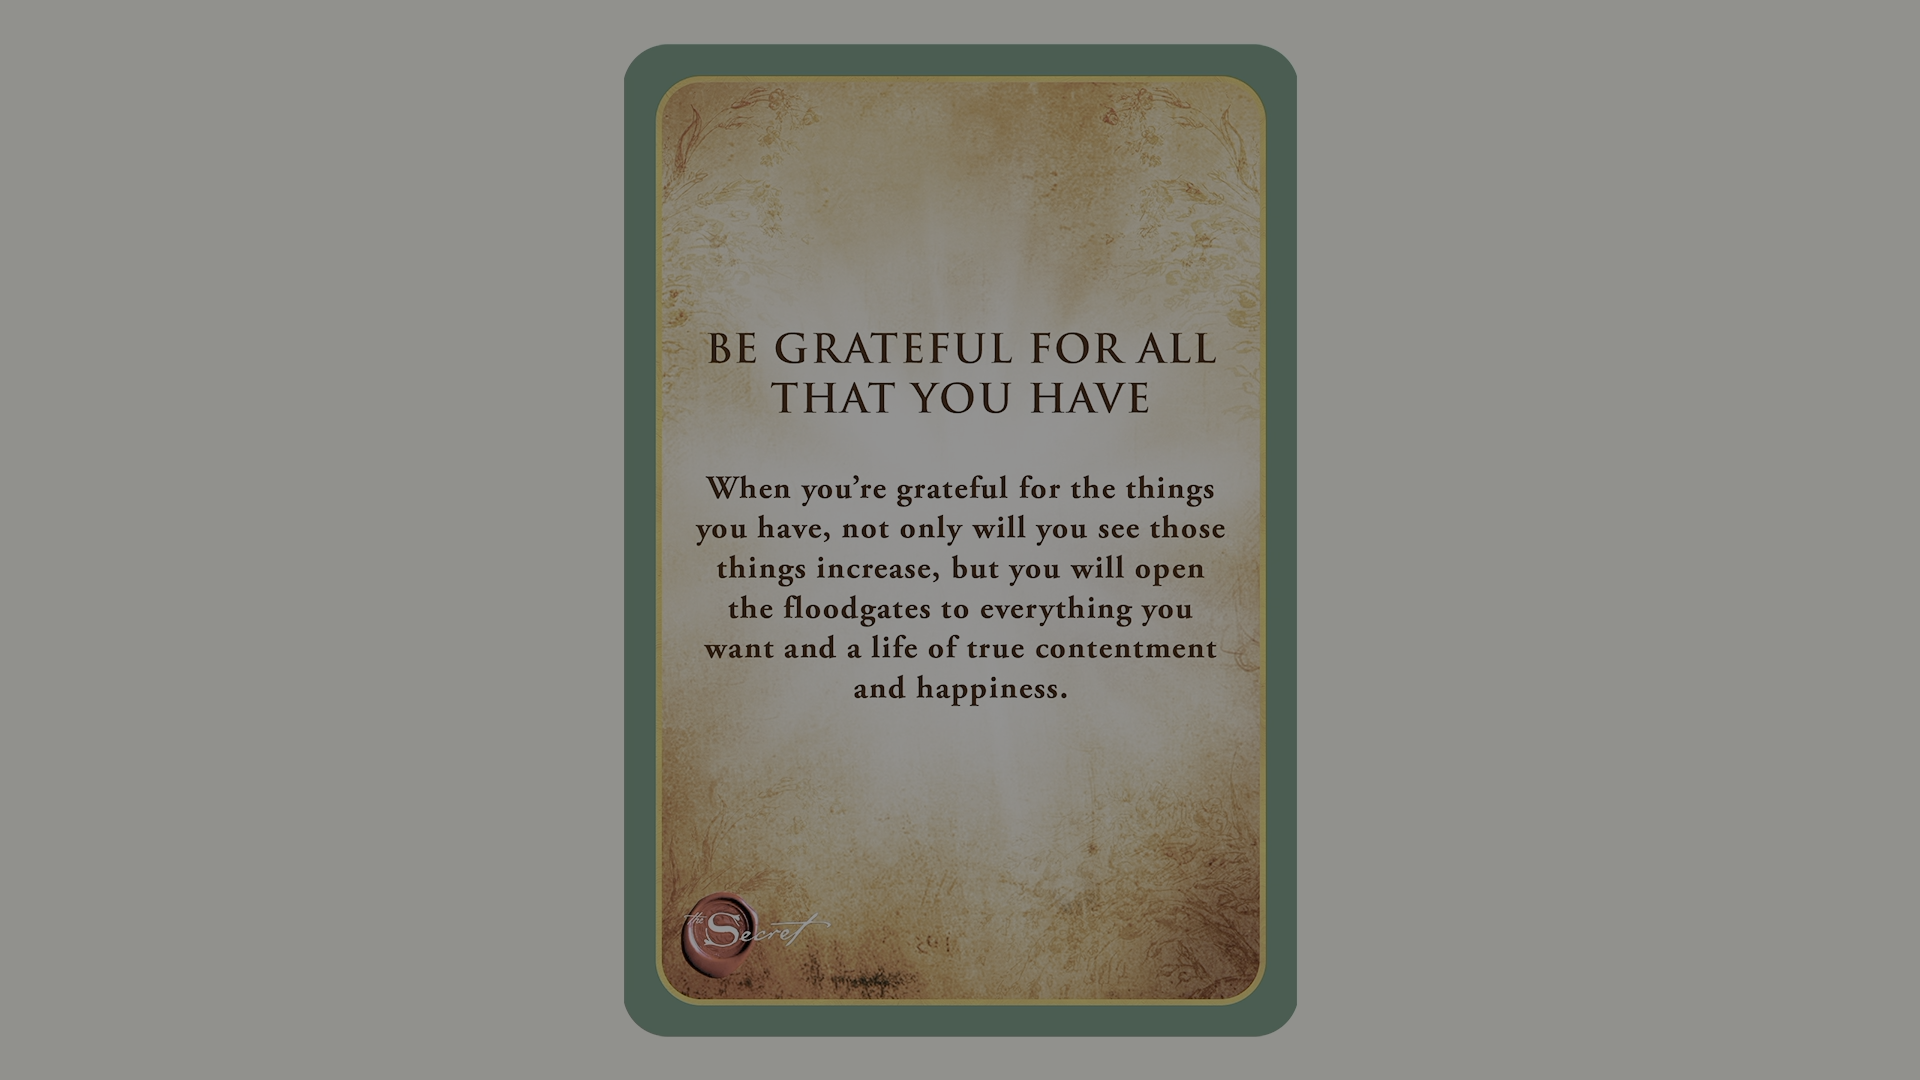 BE GRATEFUL FOR ALL
THAT YOU HAVE
When you’re grateful for the things
you have, not only will you see those
things increase, but you will open
the floodgates to everything you
want and a life of true contentment
and happiness.
the Secret